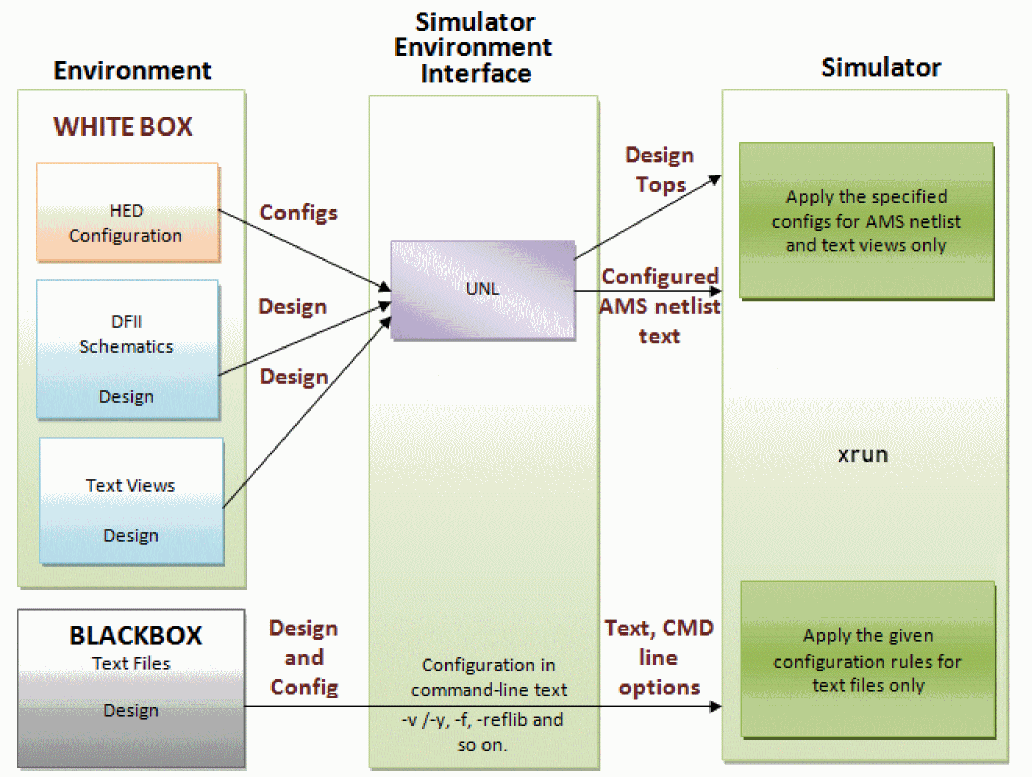 Environment
Simulator
Environment
Interface
Simulator
WHITE BOX
HED
Configuration
DFII
Schematics
Design
Text Views
Design
Configs
Design
Design
UNL
Design
Tops
Configured
AMS netlist
text
Apply the specified
configs for AMS netlist
and text views only
xrun
BLACKBOX
Text Files
Design
Design
and
Config
Configuration in
command-line text
-v /-y, -f, -reflib and
so on.
Text, CMD
line
options
Apply the given
configuration rules for
text files only